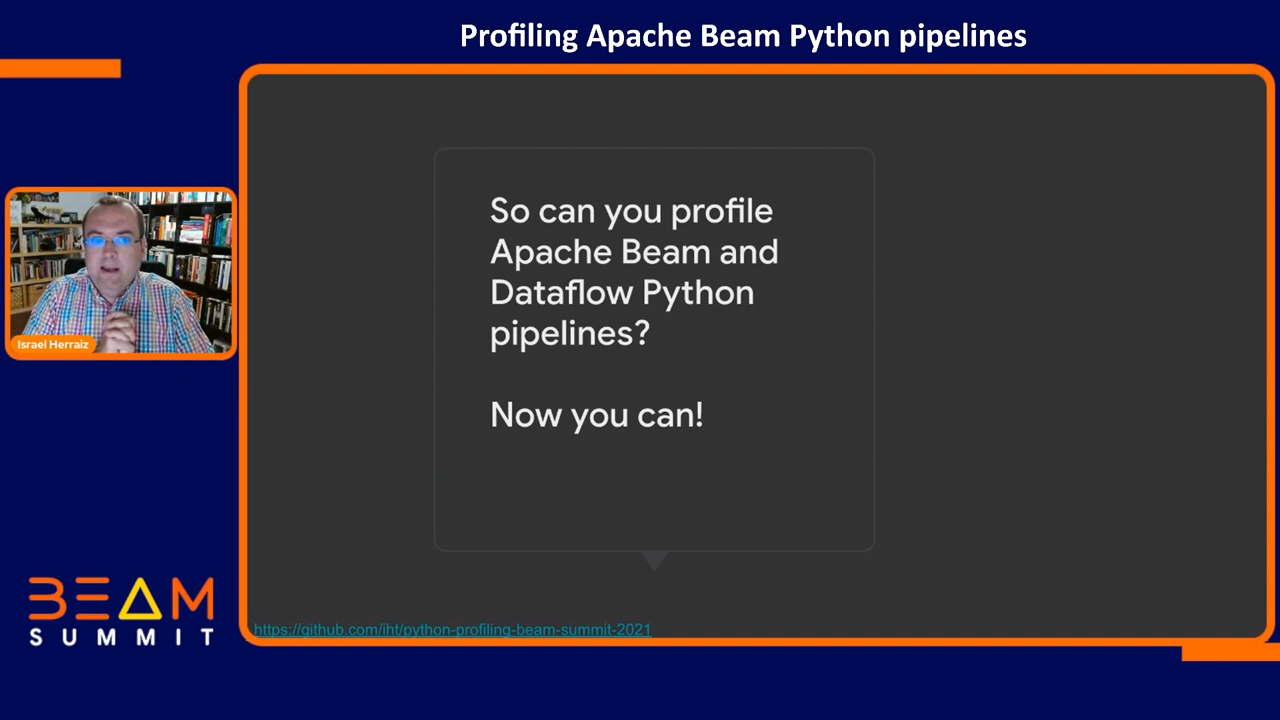 Profiling Apache Beam Python pipelines
So can you profile
Apache Beam and
Dataflow Python
pipelines?
Now you can!
Israel Herraiz
BEAM
SUMMIT
https://github.com/iht/python-profiling-beam-summit-2021